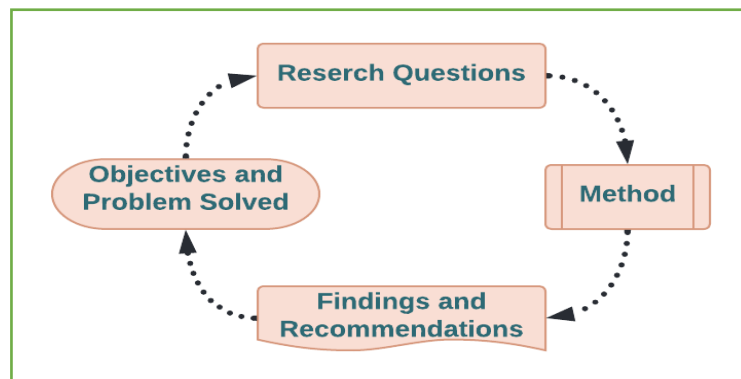 Reserch Questions
Objectives and
Problem Solved
Method
Findings and
Recommendations